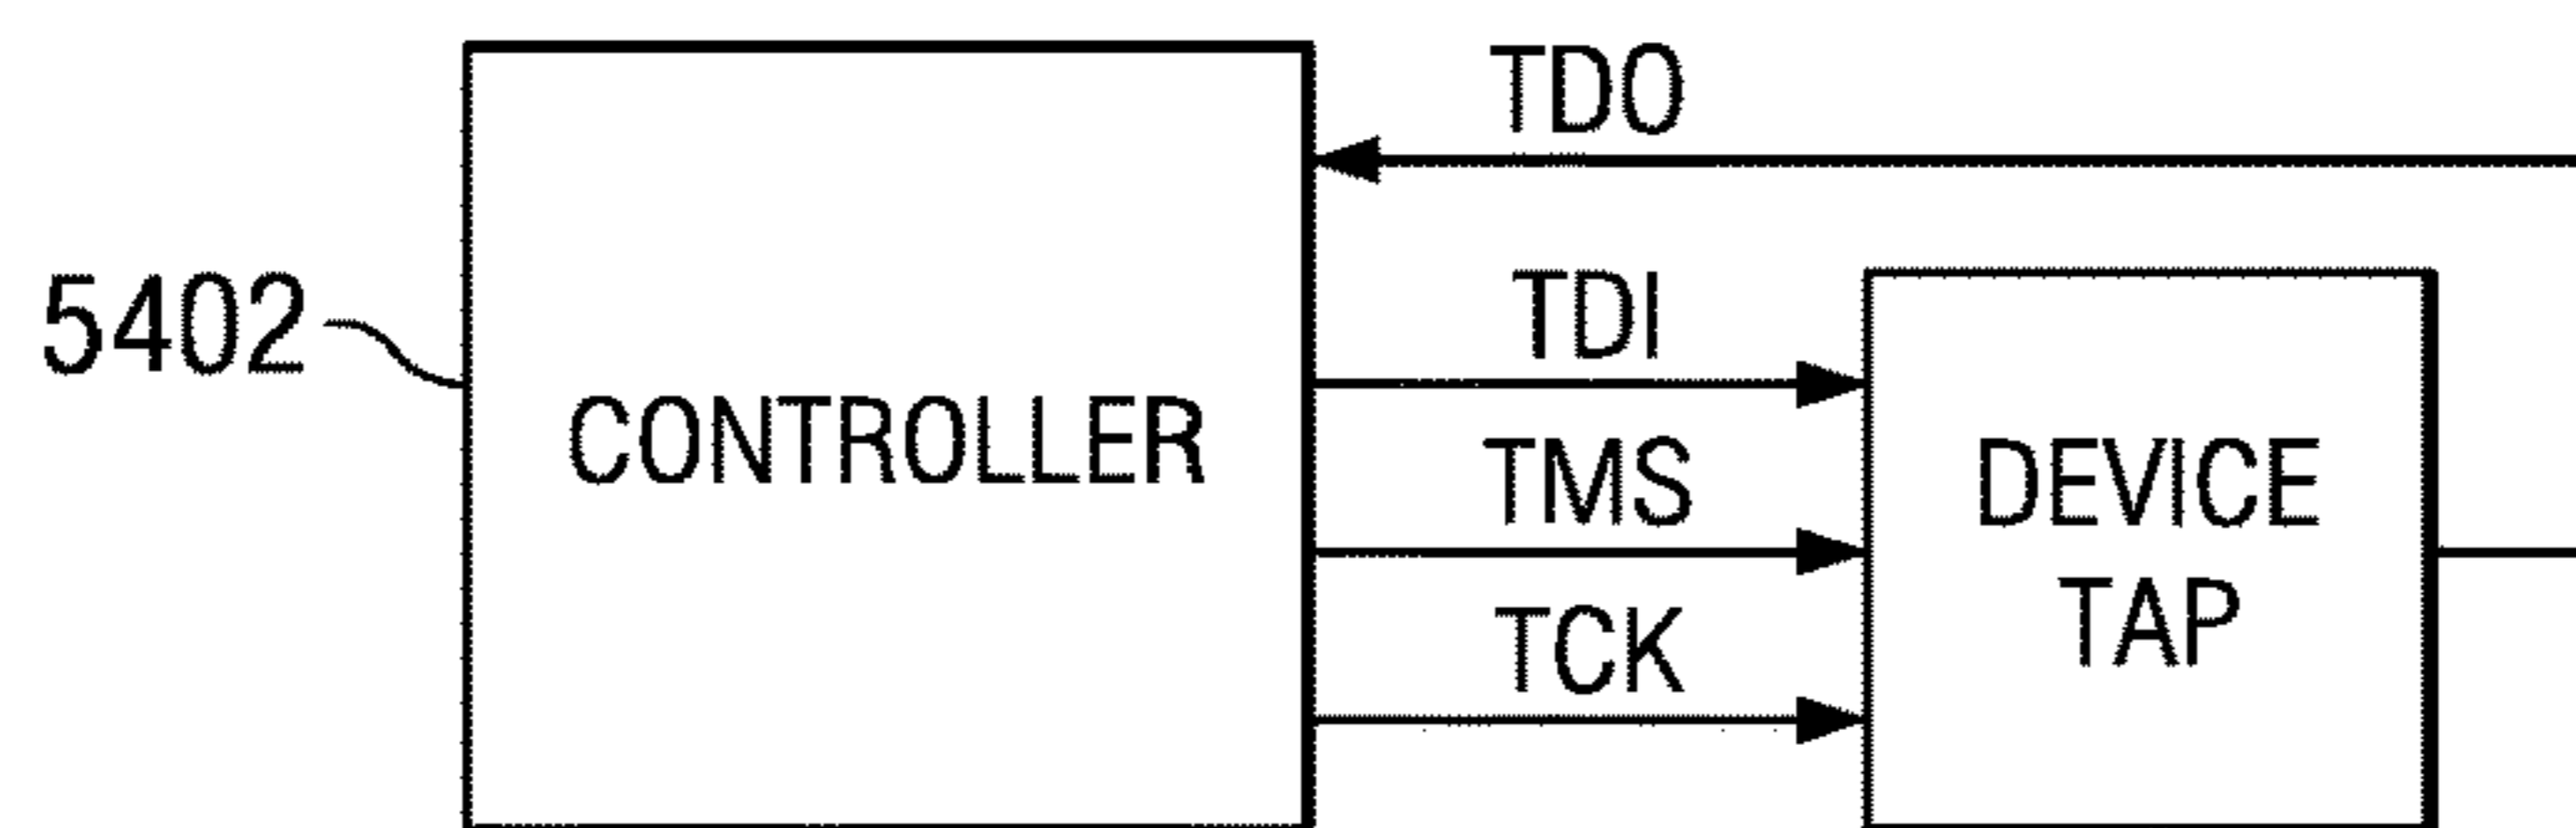 TDO
5402
CONTROLLER
TDI
TMS
TCK
DEVICE
TAP